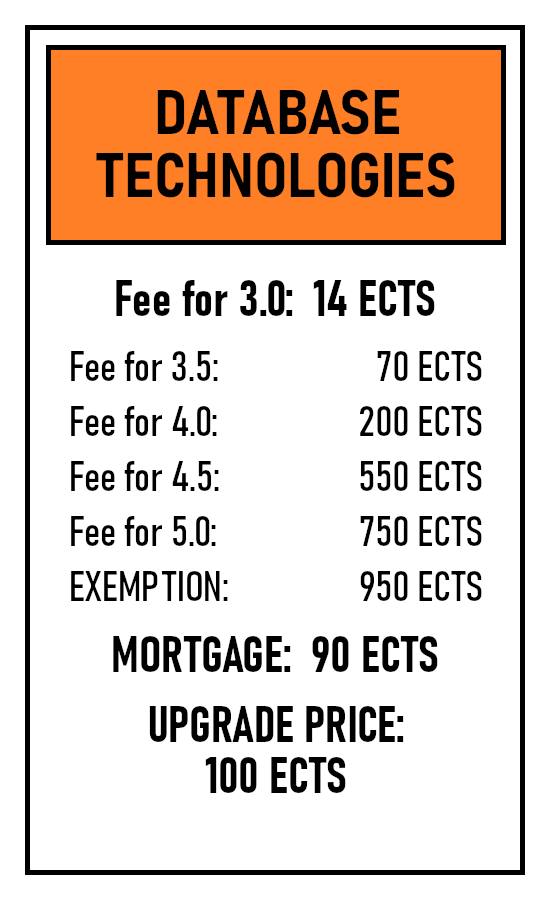 DATABASE
TECHNOLOGIES
Fee for 3.0: 14 ECTS
Fee for 3.5: 70 ECTS
Fee for 4.0: 200 ECTS
Fee for 4.5: 550 ECTS
Fee for 5.0: 750 ECTS
EXEMPTION: 950 ECTS
MORTGAGE: 90 ECTS
UPGRADE PRICE:
100 ECTS